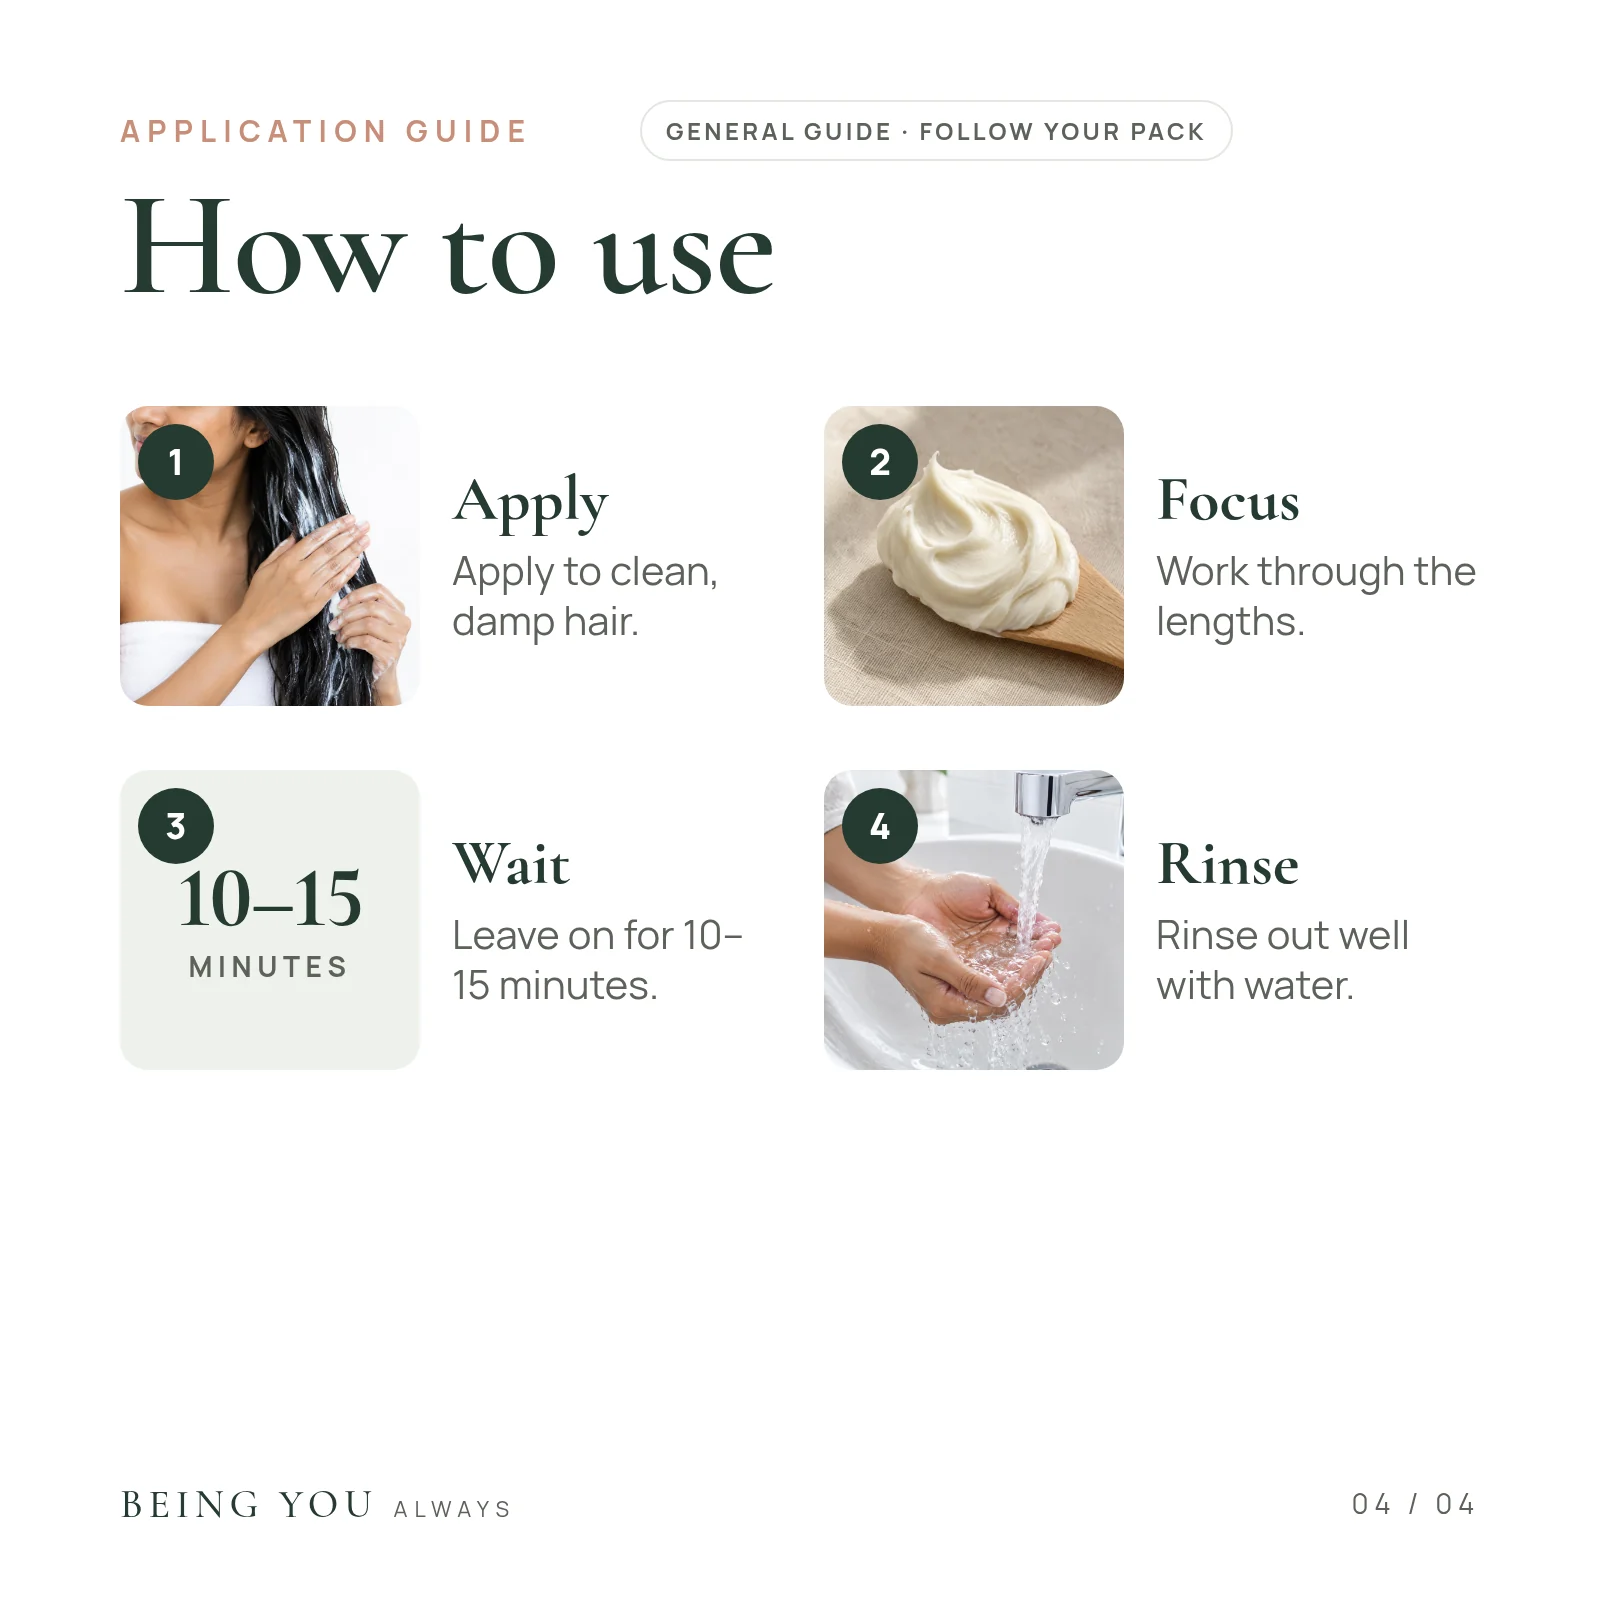 APPLICATION GUIDE
GENERAL GUIDE · FOLLOW YOUR PACK
How to use
1
Apply
Apply to clean,
damp hair.
2
Focus
Work through the
lengths.
3
10–15
MINUTES
Wait
Leave on for 10–
15 minutes.
4
Rinse
Rinse out well
with water.
BEING YOU ALWAYS
04 / 04